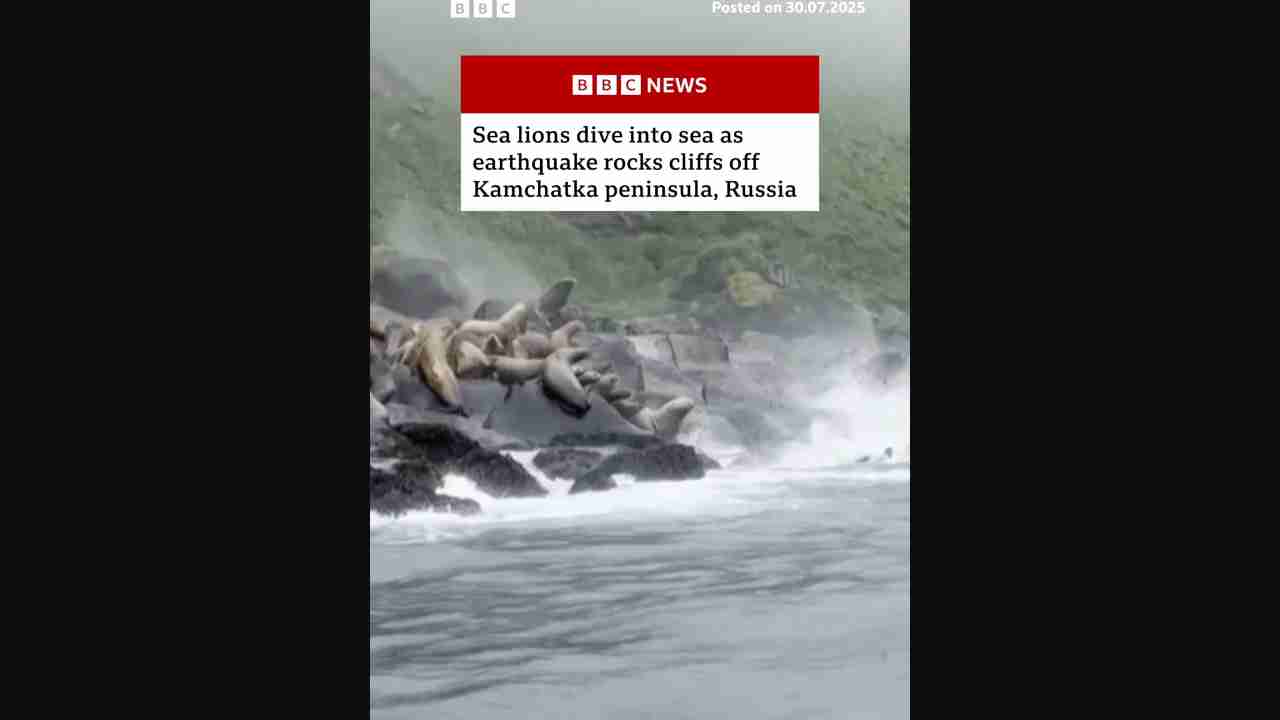 BBC
Posted on 30.07.2025
BBC NEWS
Sea lions dive into sea as
earthquake rocks cliffs off
Kamchatka peninsula, Russia